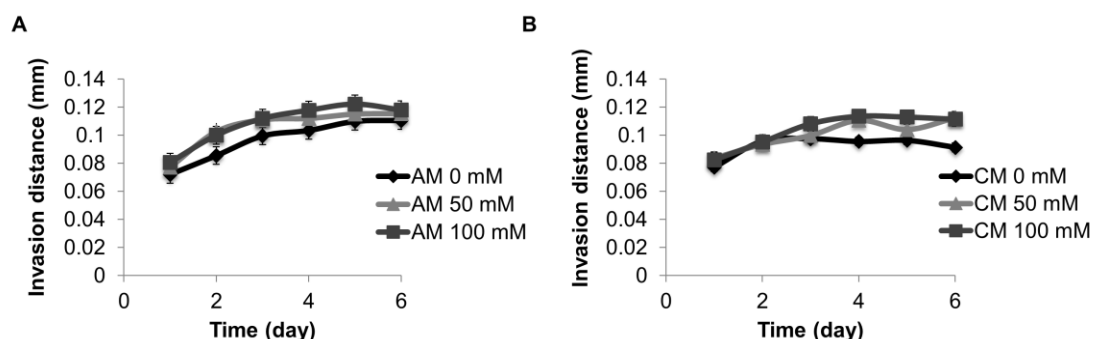 A
Invasion distance (mm)
0.14
0.12
0.1
0.08
0.06
0.04
0.02
0
AM 0 mM
AM 50 mM
AM 100 mM
0 2 4 6
Time (day)
B
Invasion distance (mm)
0.14
0.12
0.1
0.08
0.06
0.04
0.02
0
CM 0 mM
CM 50 mM
CM 100 mM
0 2 4 6
Time (day)